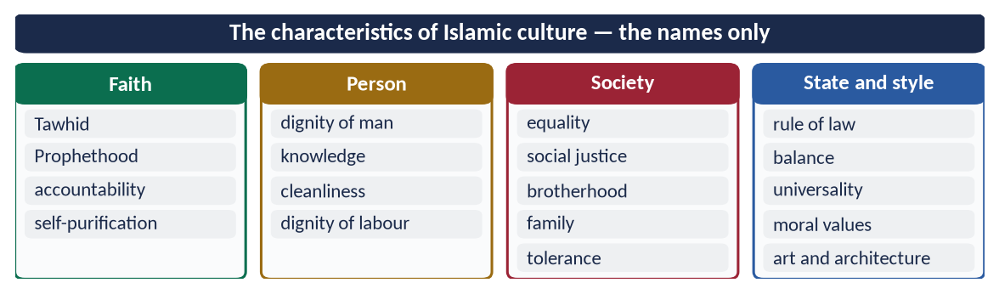 The characteristics of Islamic culture — the names only
Faith
Tawhid
Prophethood
accountability
self-purification
Person
dignity of man
knowledge
cleanliness
dignity of labour
Society
equality
social justice
brotherhood
family
tolerance
State and style
rule of law
balance
universality
moral values
art and architecture